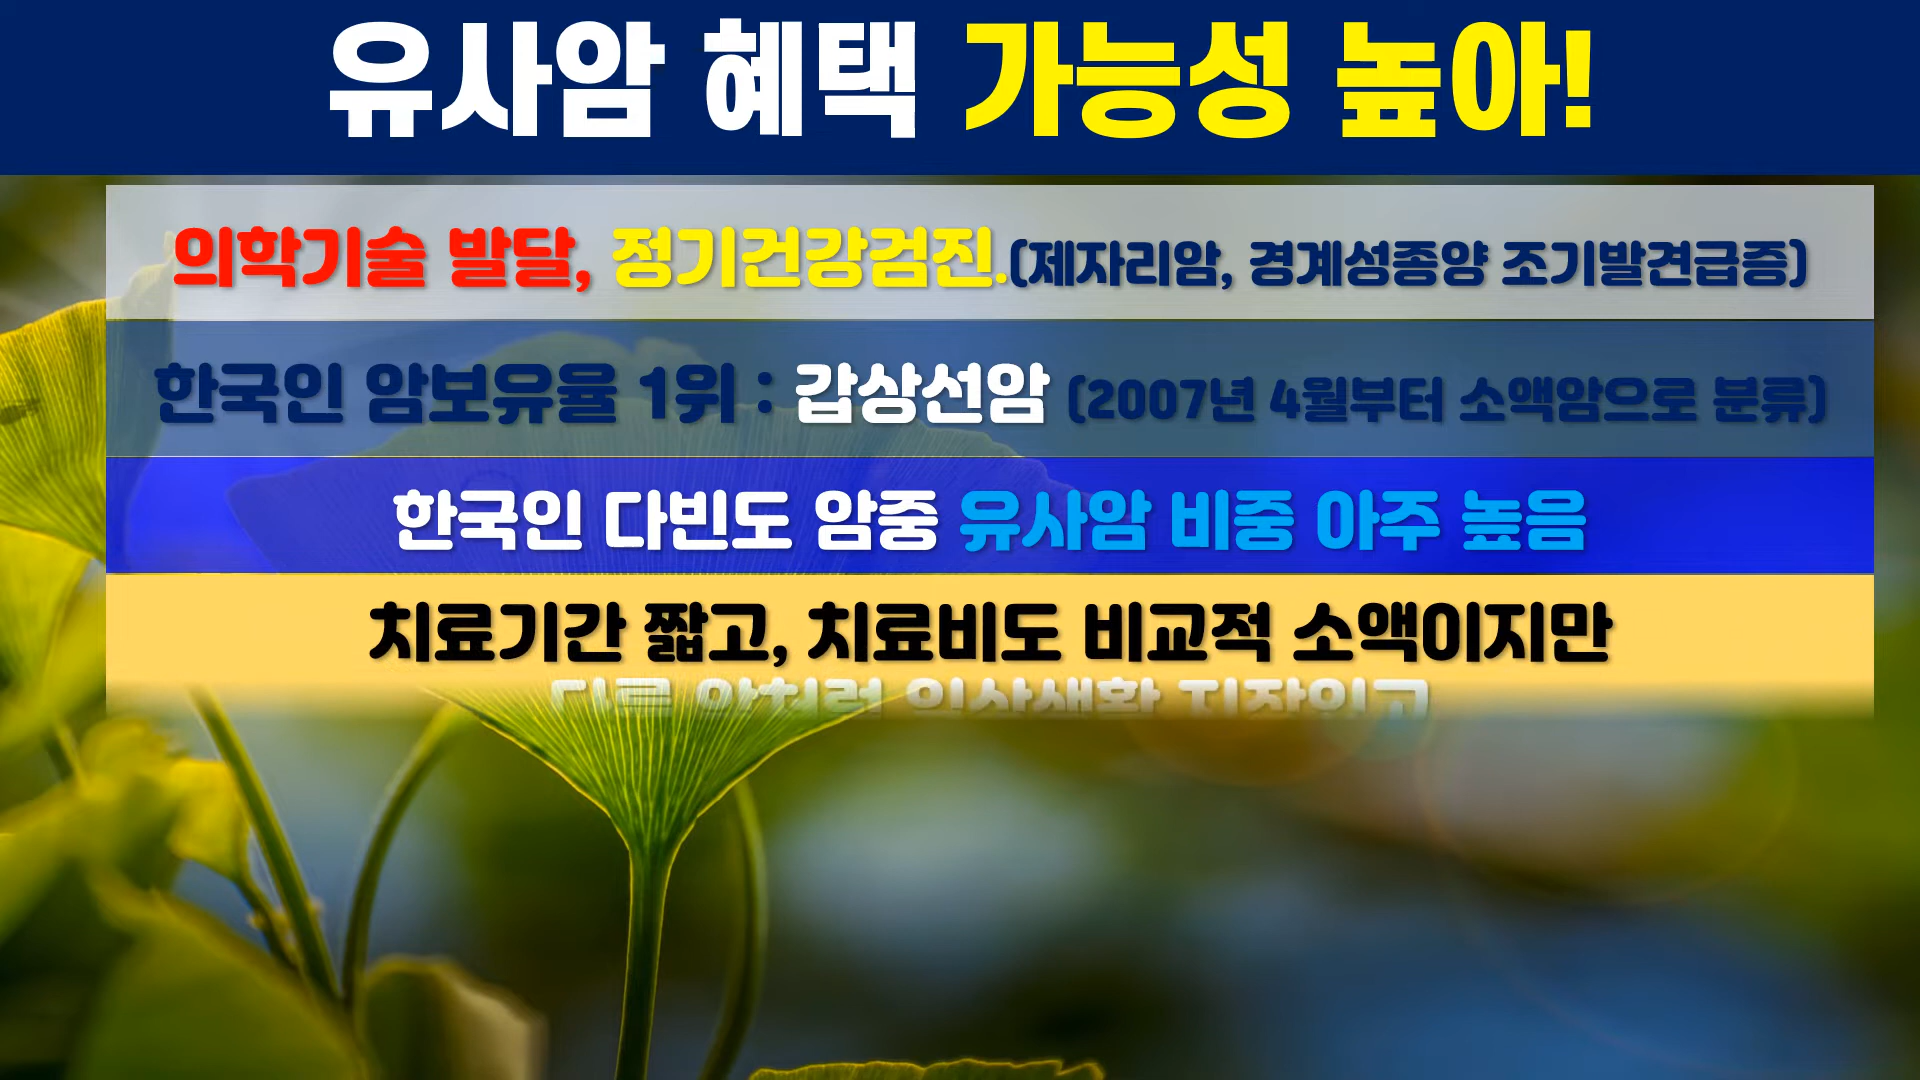 유사암 혜택 가능성 높아!
의학기술 발달, 정기건강검진.(제자리암, 경계성종양 조기발견급증)
한국인 암보유율 1위 : 갑상선암 (2007년 4월부터 소액암으로 분류)
한국인 다빈도 암중 유사암 비중 아주 높음
치료기간 짧고, 치료비도 비교적 소액이지만